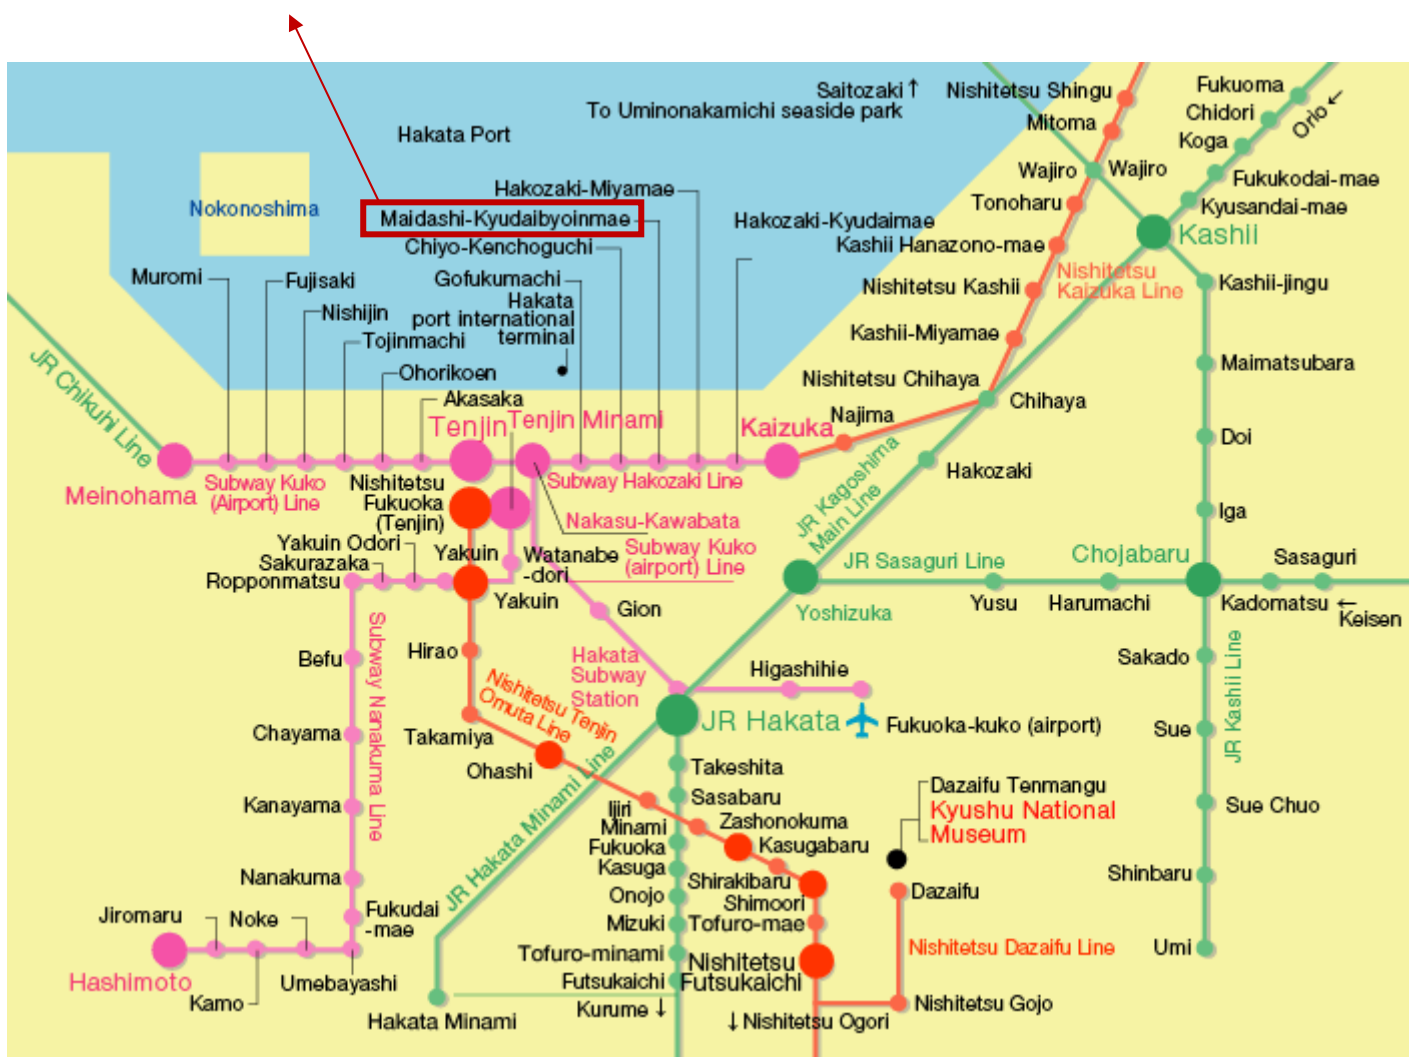 Saitozaki ↑
Nishitetsu Shingu
Fukuoma
To Uminonakamichi seaside park
Chidori
Orio ←
Hakata Port
Mitoma
Koga
Wajiro
Wajiro
Fukukodai-mae
Hakozaki-Miyamae
Nokonoshima
Maidashi-Kyudaibyoinmae
Hakozaki-Kyudaimae
Tonoharu
Kyusandai-mae
Kashii
Chiyo-Kenchoguchi
Kashii Hanazono-mae
Muromi
Fujisaki
Gofukumachi
Nishitetsu
Kaizuka Line
Kashii-jingu
Nishitetsu Kashii
Nishijin
Hakata
port international
terminal
Tojinmachi
Kashii-Miyamae
JR Chikuhi Line
Ohorikoen
Maimatsubara
Nishitetsu Chihaya
Akasaka
Chihaya
Tenjin
Tenjin Minami
Kaizuka
Najima
Doi
Meinohama
Subway Kuko
(Airport) Line
Nishitetsu
Fukuoka
(Tenjin)
Subway Hakozaki Line
JR Kagoshima
Main Line
Hakozaki
Nakasu-Kawabata
Iga
Yakuin Odori
Sakurazaka
Ropponmatsu
Yakuin
Watanabe
-dori
Subway Kuko
(airport) Line
JR Sasaguri Line
Chojabaru
Sasaguri
Yakuin
Gion
Yoshizuka
Yusu
Harumachi
Kadomatsu
←
Keisen
Subway Nanakuma Line
Befu
Hirao
Hakata
Subway
Station
Higashihie
Sakado
JR Kashii Line
Nishitetsu Tenjin
Omuta Line
Chayama
Takamiya
JR Hakata
Fukuoka-kuko (airport)
Sue
Ohashi
Takeshita
JR Hakata Minami Line
Sasabaru
Dazaifu Tenmangu
Kyushu National
Museum
Kanayama
Ijiri
Zashonokuma
Sue Chuo
Minami
Fukuoka
Kasugabaru
Kasuga
Nanakuma
Shirakibaru
Shinbaru
Onojo
Shimoori
Dazaifu
Jiromaru
Noke
Fukudai
-mae
Mizuki
Tofuro-mae
Tofuro-minami
Nishitetsu
Futsukaichi
Nishitetsu Dazaifu Line
Umi
Hashimoto
Umebayashi
Futsukaichi
Kamo
Kurume ↓
Nishitetsu Gojo
Hakata Minami
↓ Nishitetsu Ogori